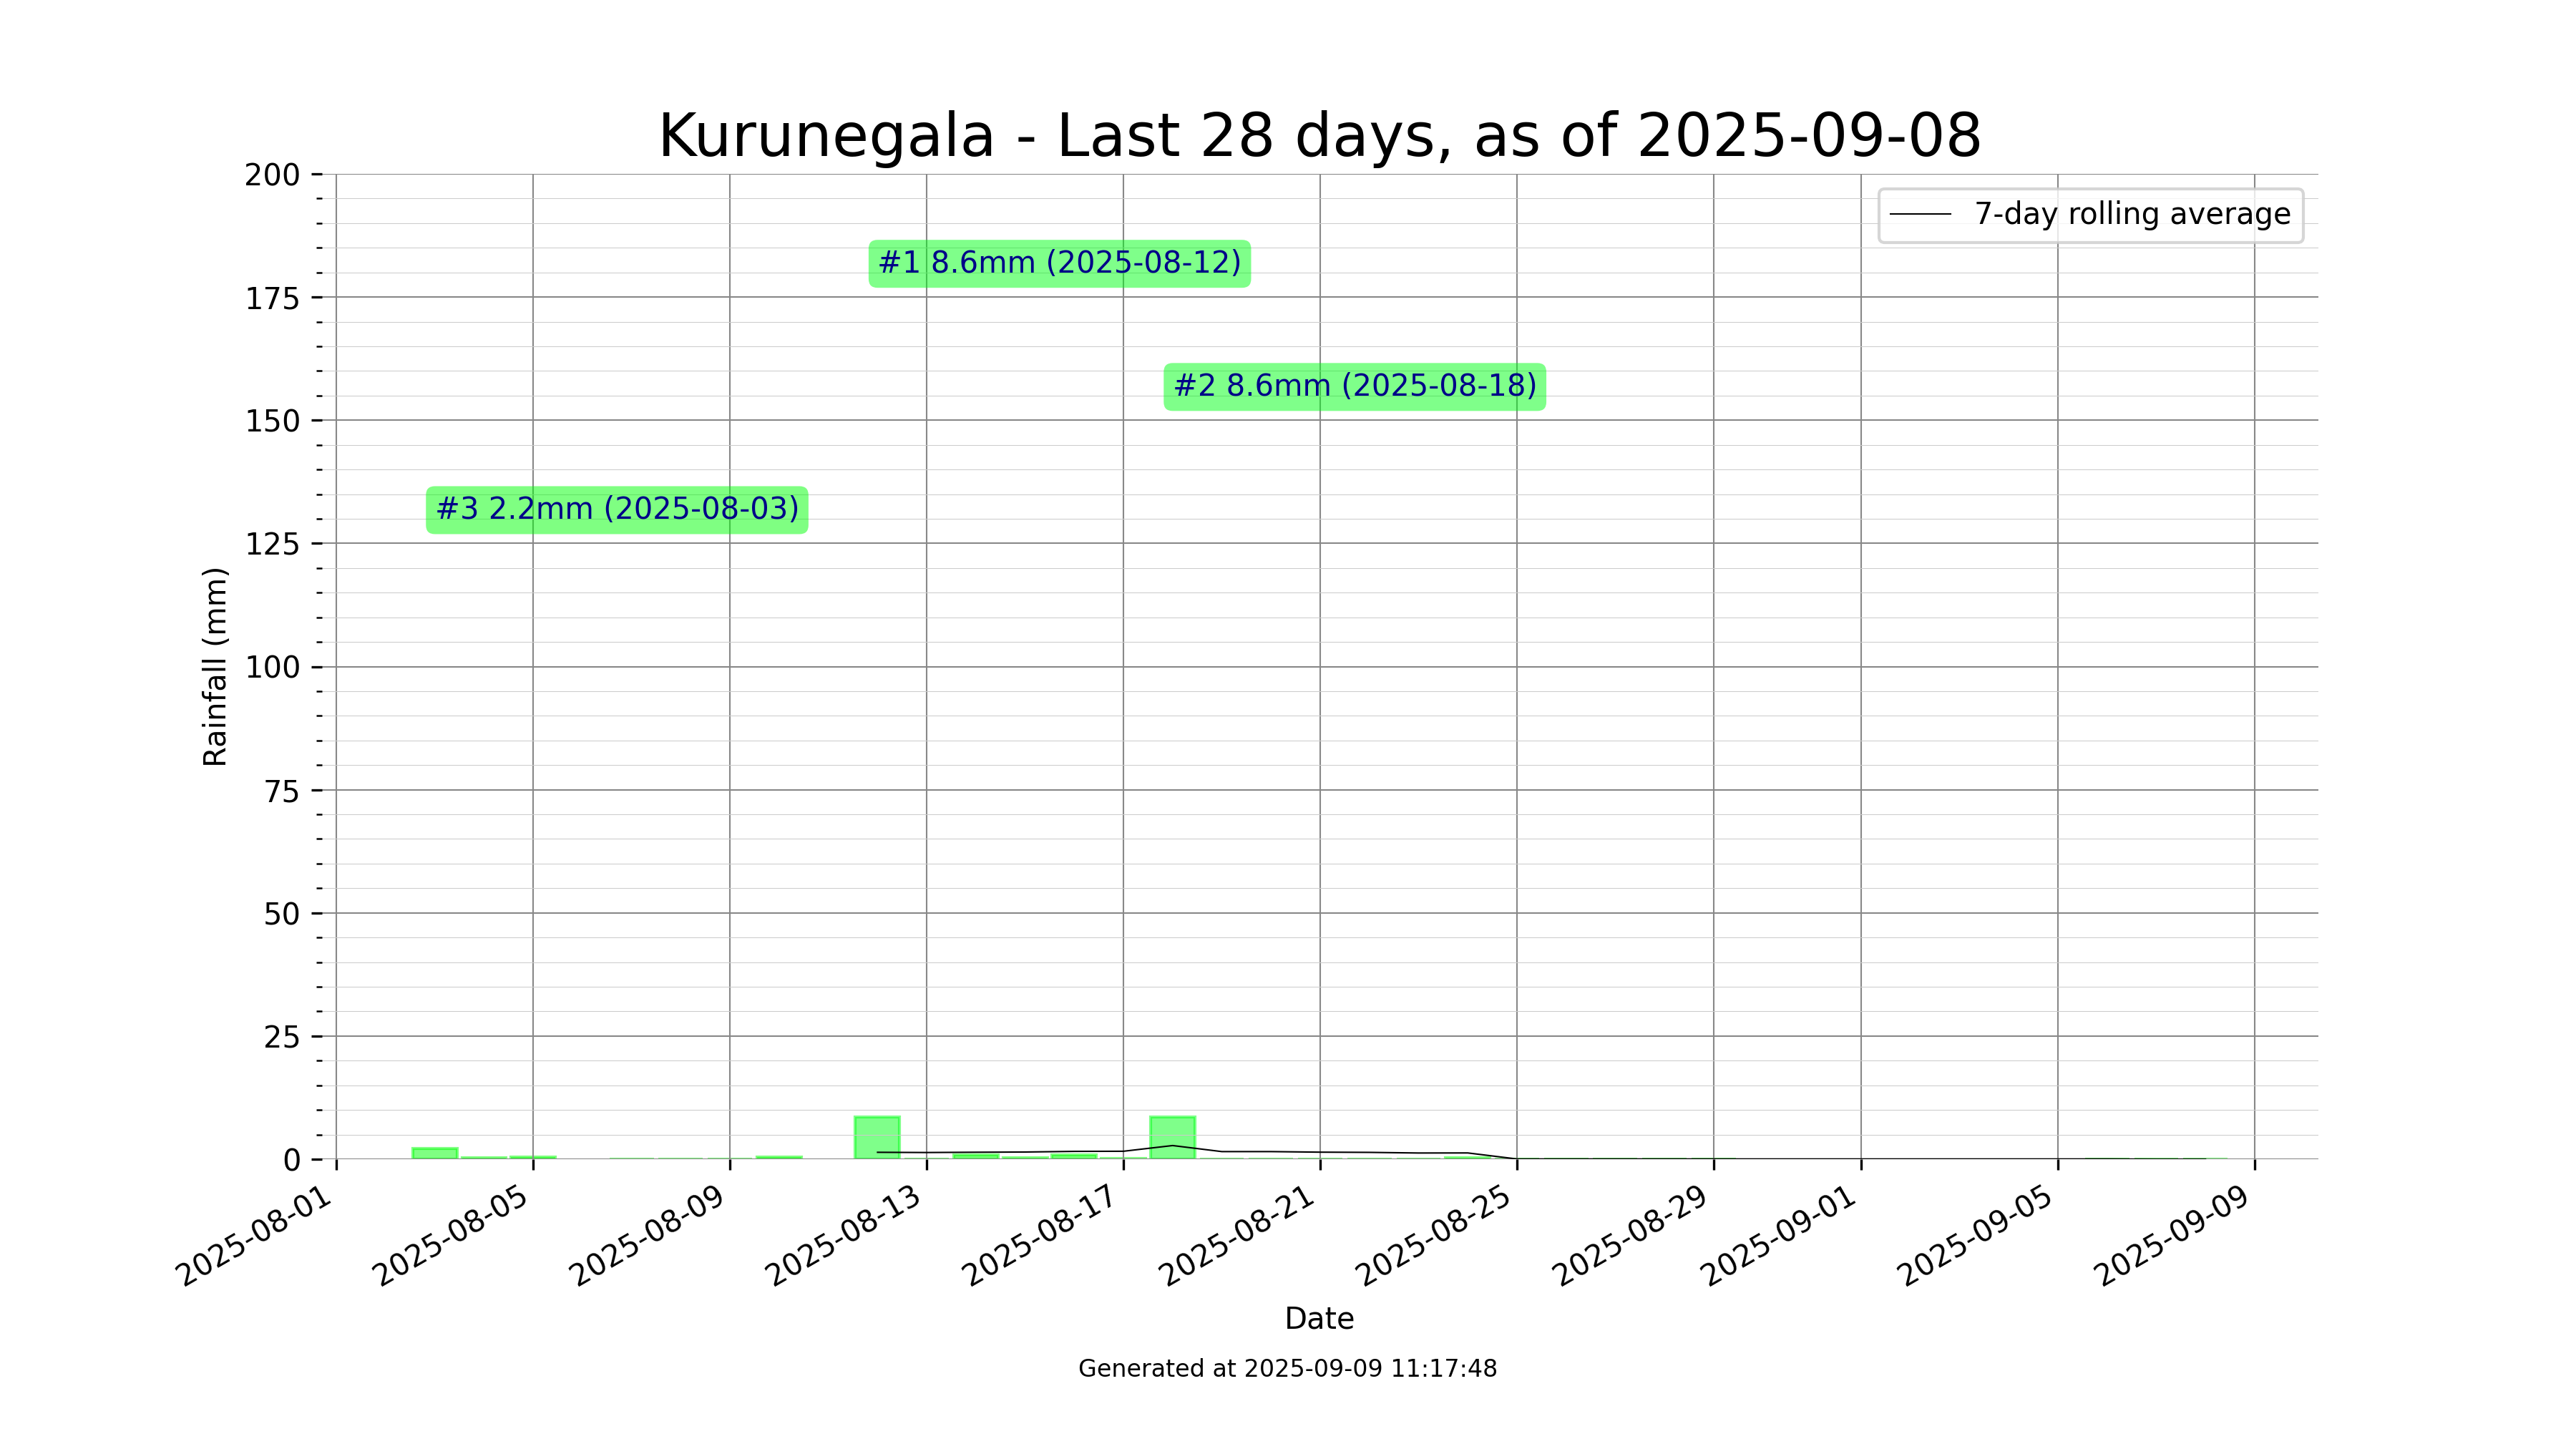 Kurunegala - Last 28 days, as of 2025-09-08
7-day rolling average
#1 8.6mm (2025-08-12)
#2 8.6mm (2025-08-18)
#3 2.2mm (2025-08-03)
Rainfall (mm)
200
175
150
125
100
75
50
25
0
2025-08-01
2025-08-05
2025-08-09
2025-08-13
2025-08-17
2025-08-21
2025-08-25
2025-08-29
2025-09-01
2025-09-05
2025-09-09
Date
Generated at 2025-09-09 11:17:48